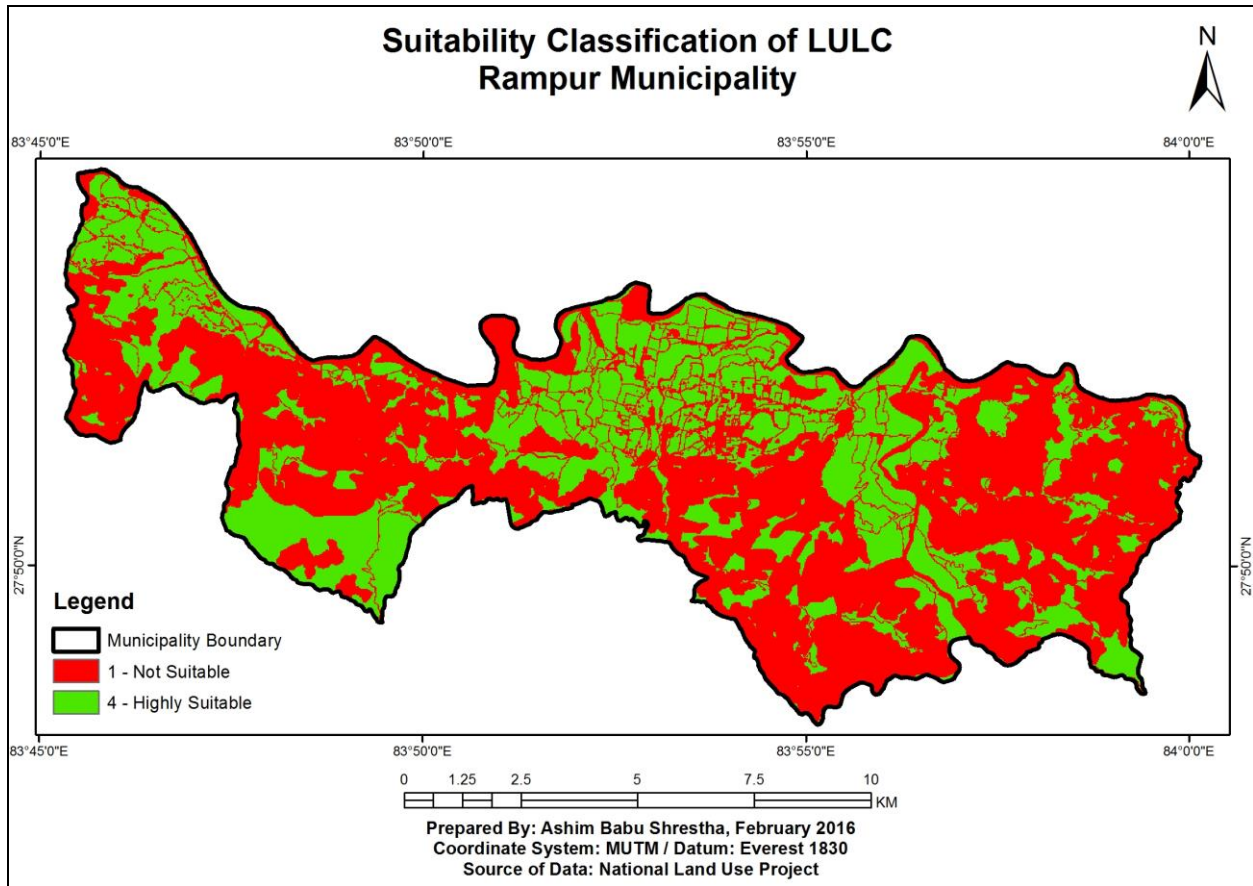 Suitability Classification of LULC
Rampur Municipality
N
83°45'0"E
83°50'0"E
83°55'0"E
84°0'0"E
27°50'0"N
27°50'0"N
Legend
Municipality Boundary
1 - Not Suitable
4 - Highly Suitable
83°45'0"E
83°50'0"E
83°55'0"E
84°0'0"E
0 1.25 2.5 5 7.5 10
KM
Prepared By: Ashim Babu Shrestha, February 2016
Coordinate System: MUTM / Datum: Everest 1830
Source of Data: National Land Use Project